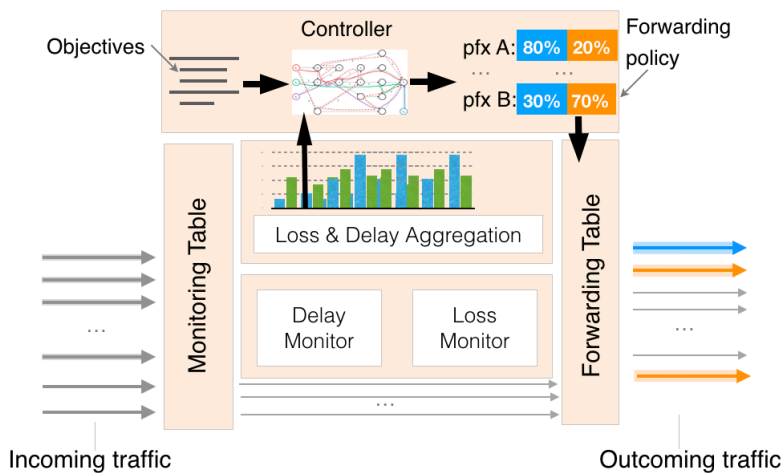 Controller
Objectives
pfx A: 80% 20%
... ...
pfx B: 30% 70%
Forwarding
policy
Monitoring Table
Loss & Delay Aggregation
Delay
Monitor
Loss
Monitor
Forwarding Table
...
...
...
Incoming traffic
Outcoming traffic